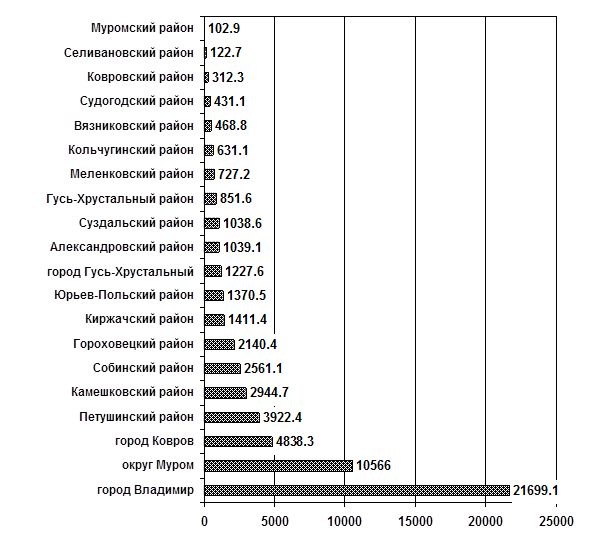 Муромский район 102.9
Селивановский район 122.7
Ковровский район 312.3
Судогодский район 431.1
Вязниковский район 468.8
Кольчугинский район 631.1
Меленковский район 727.2
Гусь-Хрустальный район 851.6
Суздальский район 1038.6
Александровский район 1039.1
город Гусь-Хрустальный 1227.6
Юрьев-Польский район 1370.5
Киржачский район 1411.4
Гороховецкий район 2140.4
Собинский район 2561.1
Камешковский район 2944.7
Петушинский район 3922.4
город Ковров 4838.3
округ Муром 10566
город Владимир 21699.1
0 5000 10000 15000 20000 25000